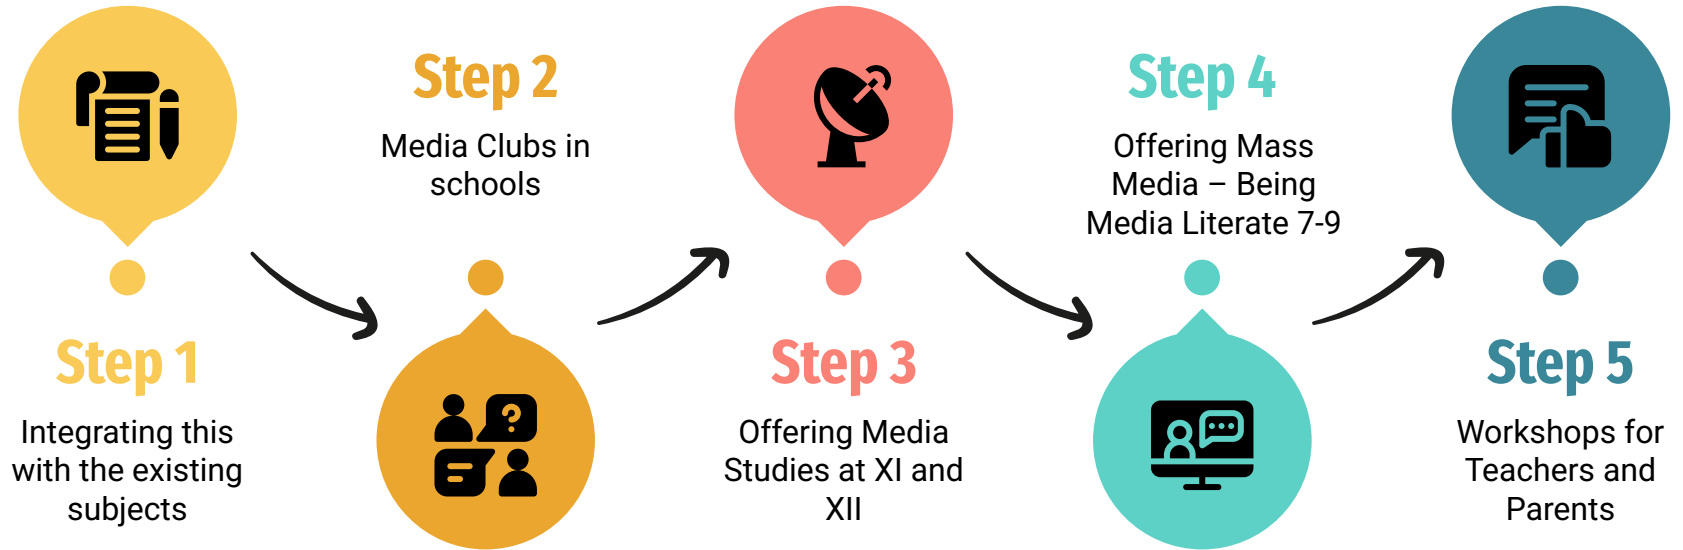 Step 1
Integrating this
with the existing
subjects
Step 2
Media Clubs in
schools
?
Step 3
Offering Media
Studies at XI and
XII
Step 4
Offering Mass
Media – Being
Media Literate 7-9
Step 5
Workshops for
Teachers and
Parents